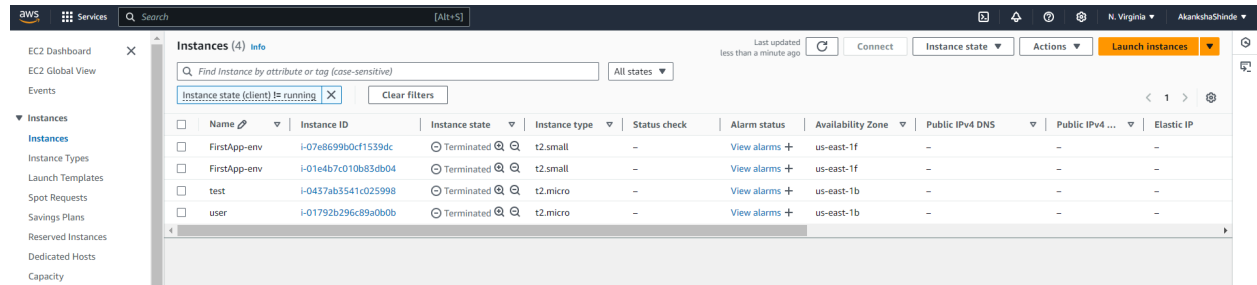 aws Services Search [Alt+S] N. Virginia AkankshaShinde
EC2 Dashboard
EC2 Global View
Events
Instances
Instances
Instance Types
Launch Templates
Spot Requests
Savings Plans
Reserved Instances
Dedicated Hosts
Capacity
Instances (4) Info
Last updated
less than a minute ago
Connect Instance state Actions Launch instances
Find Instance by attribute or tag (case-sensitive) All states
Instance state (client) != running Clear filters 1
Name Instance ID Instance state Instance type Status check Alarm status Availability Zone Public IPv4 DNS Public IPv4 ... Elastic IP
FirstApp-env i-07e8699b0cf1539dc Terminated t2.small – View alarms + us-east-1f – – –
FirstApp-env i-01e4b7c010b83db04 Terminated t2.small – View alarms + us-east-1f – – –
test i-0437ab3541c025998 Terminated t2.micro – View alarms + us-east-1b – – –
user i-01792b296c89a0b0b Terminated t2.micro – View alarms + us-east-1b – – –